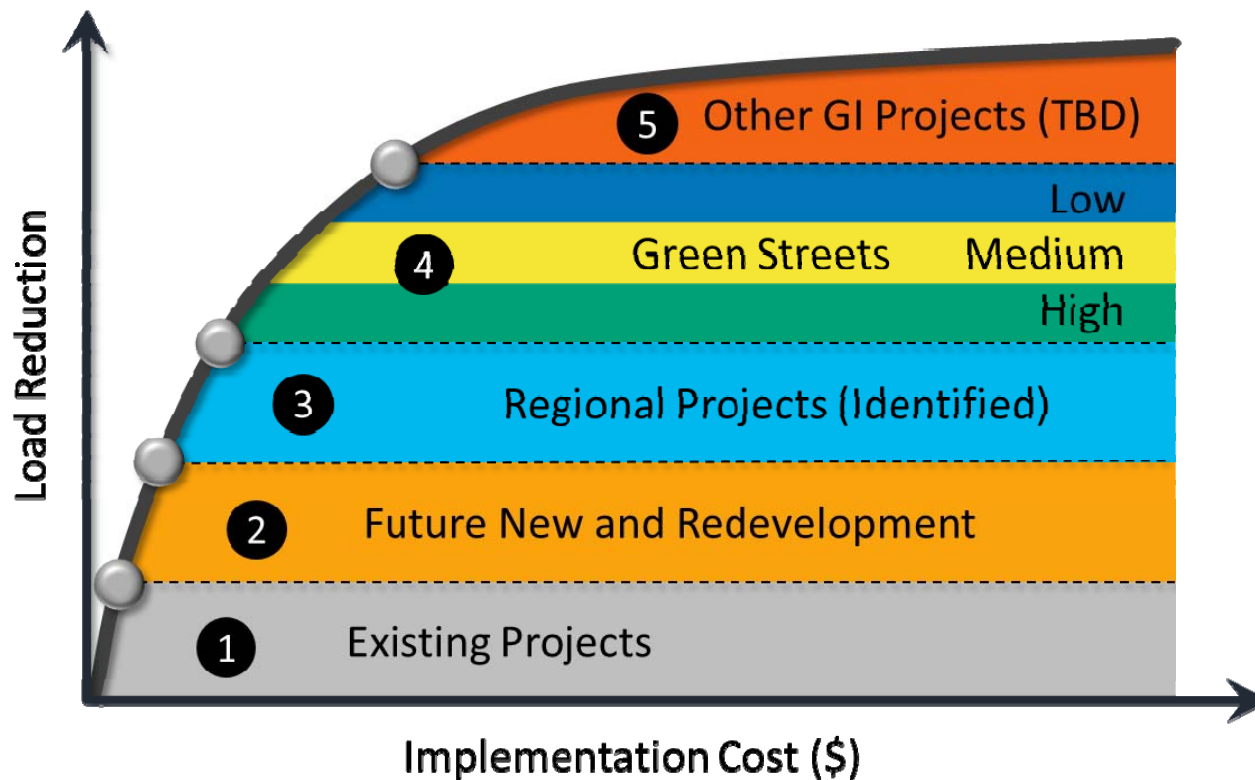 Load Reduction
5 Other GI Projects (TBD)
Low
4 Green Streets Medium
High
3 Regional Projects (Identified)
2 Future New and Redevelopment
1 Existing Projects
Implementation Cost ($)